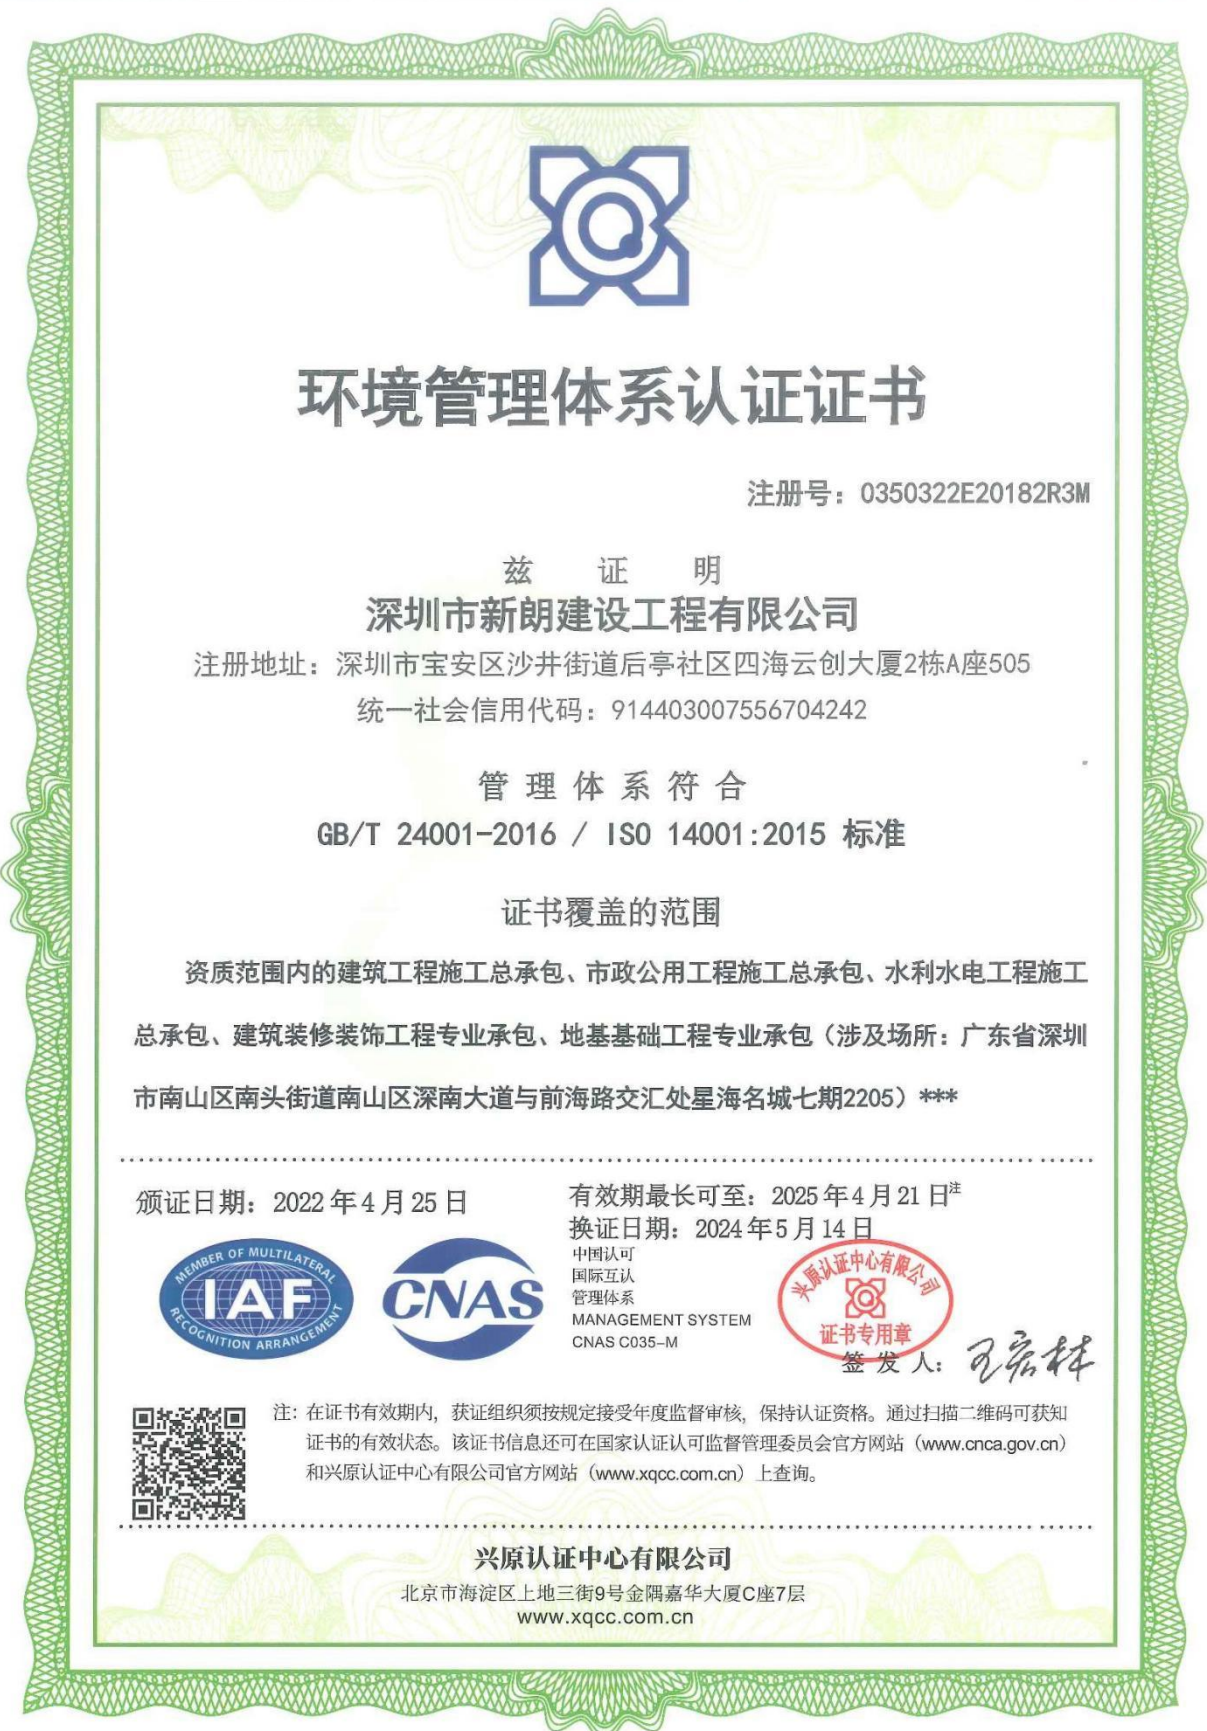 环境管理体系认证证书
注册号：0350322E20182R3M
兹 证 明
深圳市新朗建设工程有限公司
注册地址：深圳市宝安区沙井街道后亭社区四海云创大厦2栋A座505
统一社会信用代码：914403007556704242
管理体系符合
GB/T 24001-2016 / ISO 14001:2015 标准
证书覆盖的范围
资质范围内的建筑工程施工总承包、市政公用工程施工总承包、水利水电工程施工
总承包、建筑装修装饰工程专业承包、地基基础工程专业承包（涉及场所：广东省深圳
市南山区南头街道南山区深南大道与前海路交汇处星海名城七期2205）***
颁证日期：2022年4月25日
有效期最长可至：2025年4月21日注
换证日期：2024年5月14日
MEMBER OF MULTILATERAL
IAF
RECOGNITION ARRANGEMENT
CNAS
中国认可
国际互认
管理体系
MANAGEMENT SYSTEM
CNAS C035-M
兴原认证中心有限公司
证书专用章
签发人：王宏林
注：在证书有效期内，获证组织须按规定接受年度监督审核，保持认证资格。通过扫描二维码可获知
证书的有效状态。该证书信息还可在国家认证认可监督管理委员会官方网站（www.cnca.gov.cn）
和兴原认证中心有限公司官方网站（www.xqcc.com.cn）上查询。
兴原认证中心有限公司
北京市海淀区上地三街9号金隅嘉华大厦C座7层
www.xqcc.com.cn